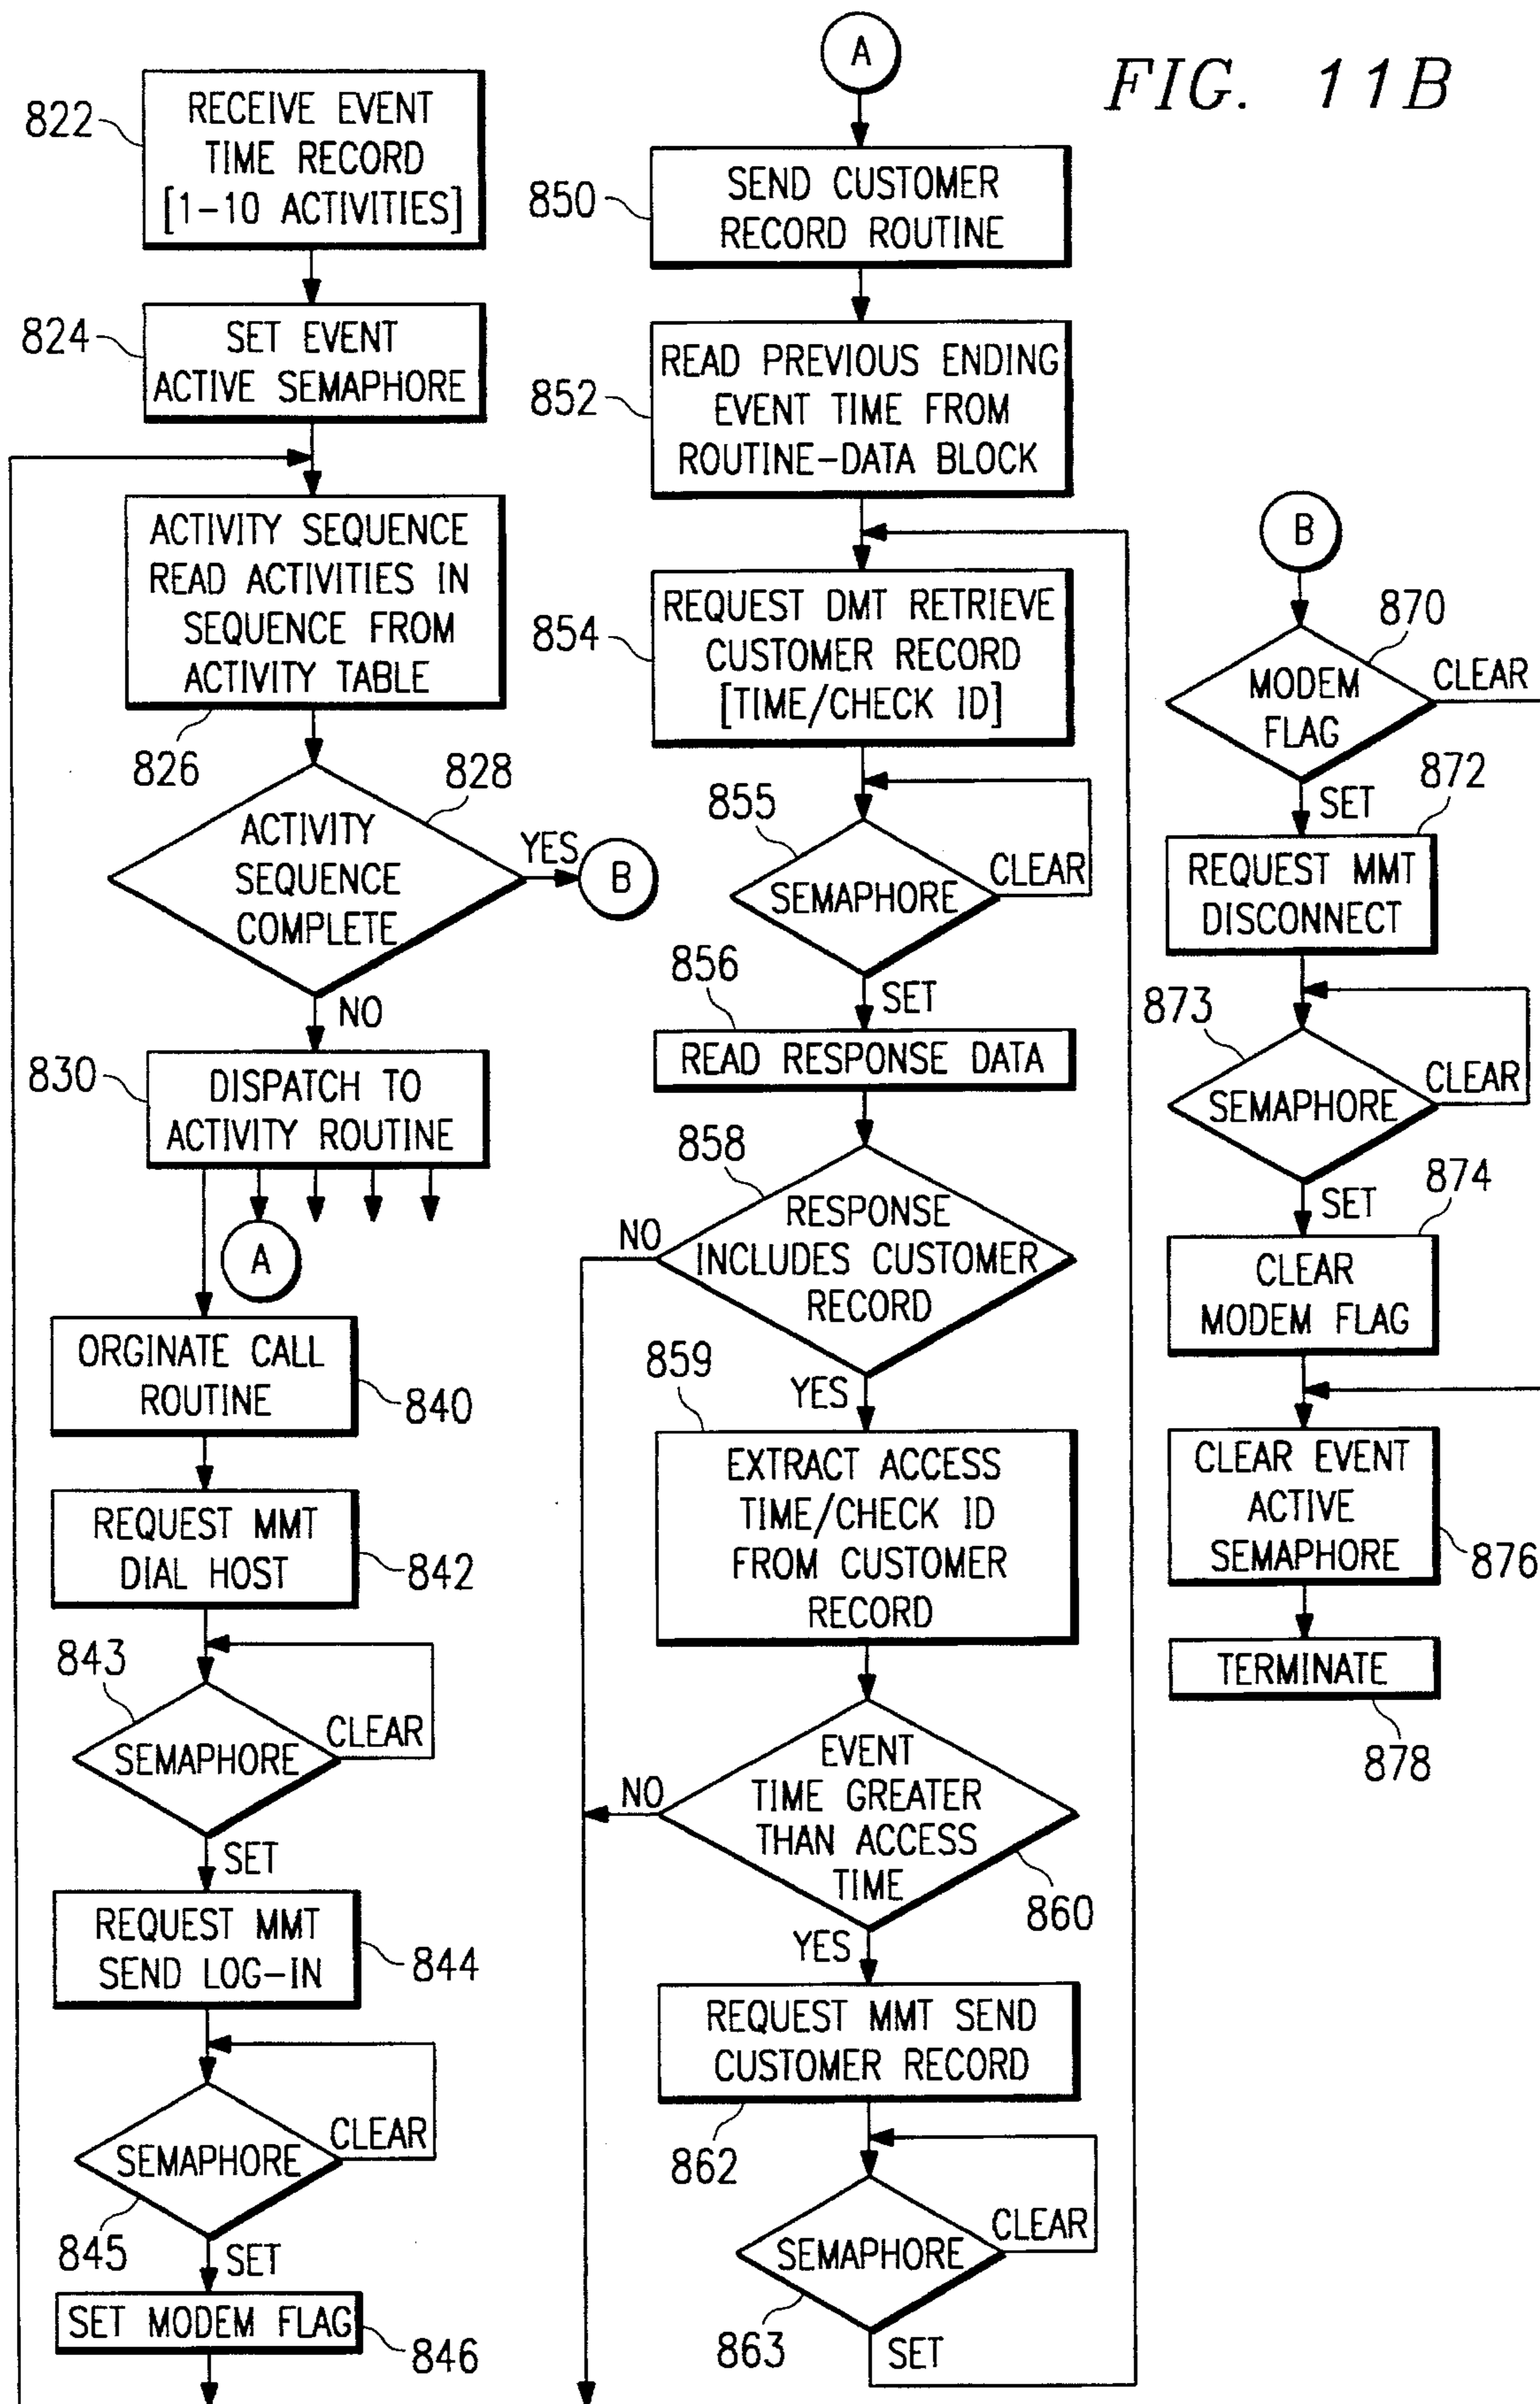 FIG. 11B
822
RECEIVE EVENT
TIME RECORD
[1-10 ACTIVITIES]
824
SET EVENT
ACTIVE SEMAPHORE
ACTIVITY SEQUENCE
READ ACTIVITIES IN
SEQUENCE FROM
ACTIVITY TABLE
826
828
ACTIVITY
SEQUENCE
COMPLETE
YES
B
NO
830
DISPATCH TO
ACTIVITY ROUTINE
A
ORGINATE CALL
ROUTINE
840
REQUEST MMT
DIAL HOST
842
843
SEMAPHORE
CLEAR
SET
REQUEST MMT
SEND LOG-IN
844
SEMAPHORE
CLEAR
845
SET
SET MODEM FLAG
846
A
850
SEND CUSTOMER
RECORD ROUTINE
852
READ PREVIOUS ENDING
EVENT TIME FROM
ROUTINE-DATA BLOCK
854
REQUEST DMT RETRIEVE
CUSTOMER RECORD
[TIME/CHECK ID]
855
SEMAPHORE
CLEAR
SET
856
READ RESPONSE DATA
858
RESPONSE
INCLUDES CUSTOMER
RECORD
NO
YES
859
EXTRACT ACCESS
TIME/CHECK ID
FROM CUSTOMER
RECORD
EVENT
TIME GREATER
THAN ACCESS
TIME
NO
860
YES
REQUEST MMT SEND
CUSTOMER RECORD
862
SEMAPHORE
CLEAR
863
SET
B
870
MODEM
FLAG
CLEAR
SET
872
REQUEST MMT
DISCONNECT
873
SEMAPHORE
CLEAR
SET
874
CLEAR
MODEM FLAG
CLEAR EVENT
ACTIVE
SEMAPHORE
876
TERMINATE
878